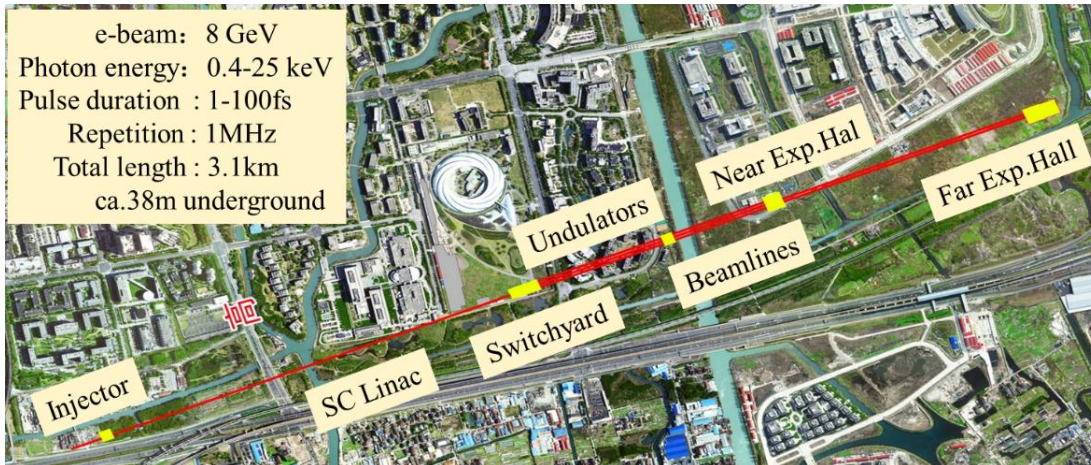 e-beam: 8 GeV
Photon energy: 0.4-25 keV
Pulse duration : 1-100fs
Repetition : 1MHz
Total length : 3.1km
ca.38m underground
Near Exp.Hal
Far Exp.Hall
Undulators
Beamlines
Switchyard
SC Linac
Injector